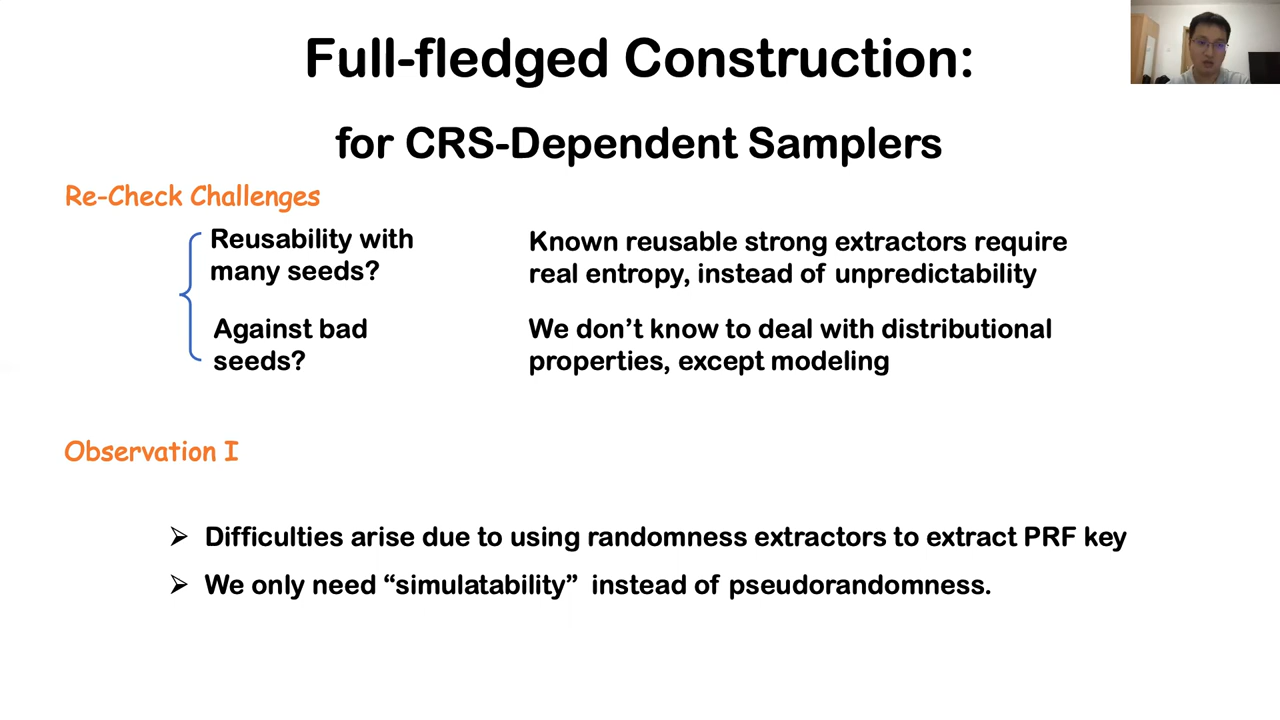 Full-fledged Construction:
for CRS-Dependent Samplers
Re-Check Challenges
Reusability with
many seeds?
Known reusable strong extractors require
real entropy, instead of unpredictability
Against bad
seeds?
We don’t know to deal with distributional
properties, except modeling
Observation I
➢ Difficulties arise due to using randomness extractors to extract PRF key
➢ We only need “simulatability” instead of pseudorandomness.